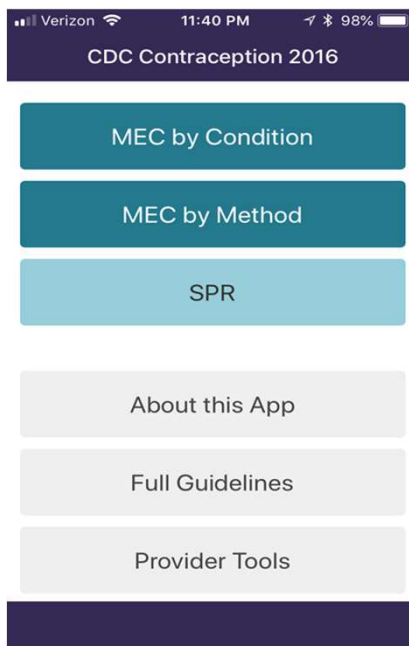 Verizon 11:40 PM 98%
CDC Contraception 2016
MEC by Condition
MEC by Method
SPR
About this App
Full Guidelines
Provider Tools